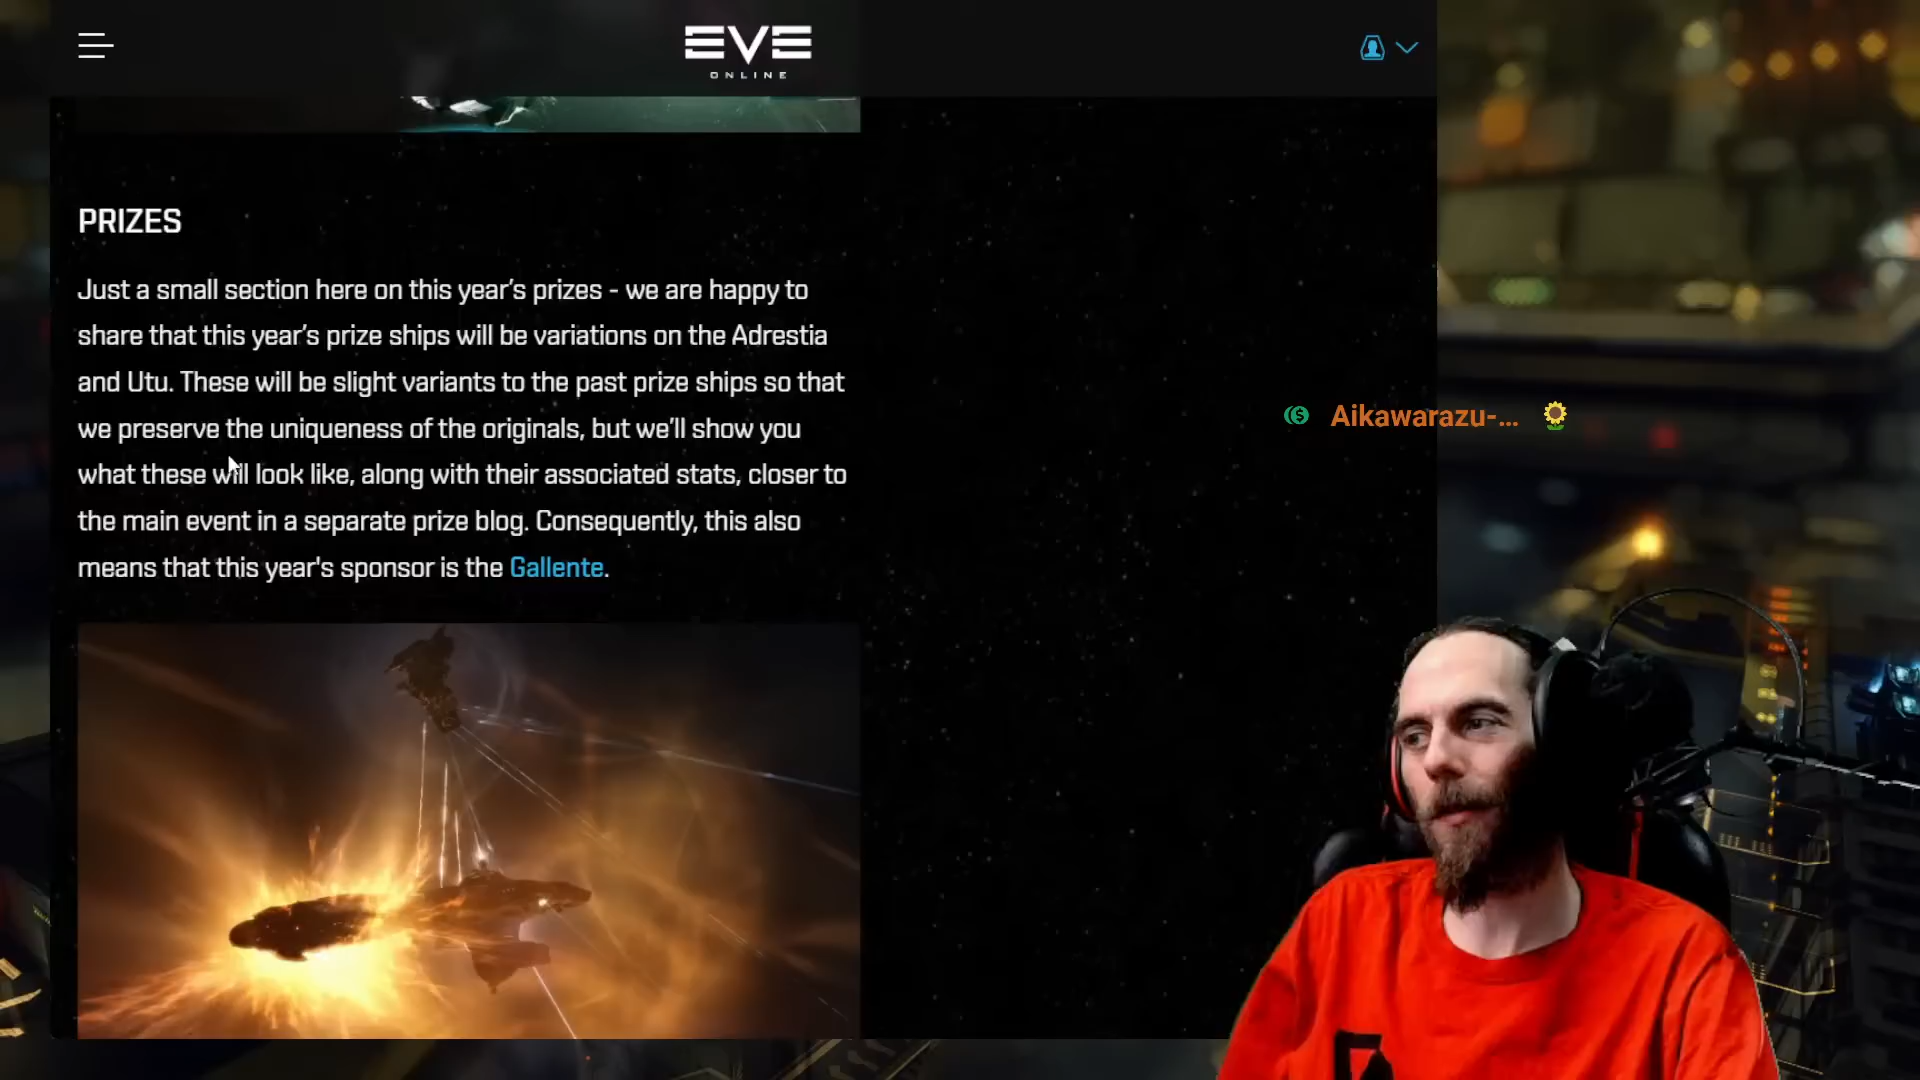 EVE
ONLINE
PRIZES
Just a small section here on this year's prizes - we are happy to
share that this year's prize ships will be variations on the Adrestia
and Utu. These will be slight variants to the past prize ships so that
we preserve the uniqueness of the originals, but we'll show you
what these will look like, along with their associated stats, closer to
the main event in a separate prize blog. Consequently, this also
means that this year's sponsor is the Gallente.
Aikawarazu-...